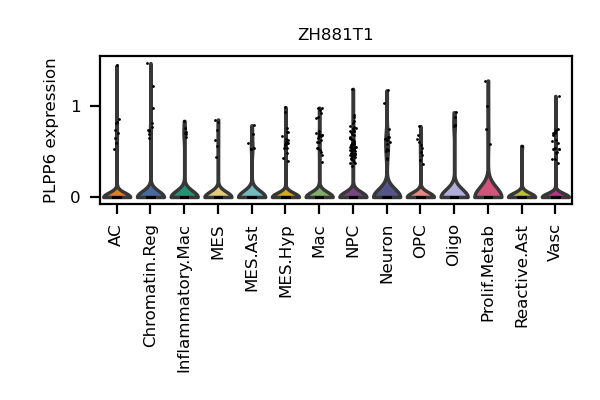 ZH881T1
PLPP6 expression
1
0
AC
Chromatin.Reg
Inflammatory.Mac
MES
MES.Ast
MES.Hyp
Mac
NPC
Neuron
OPC
Oligo
Prolif.Metab
Reactive.Ast
Vasc